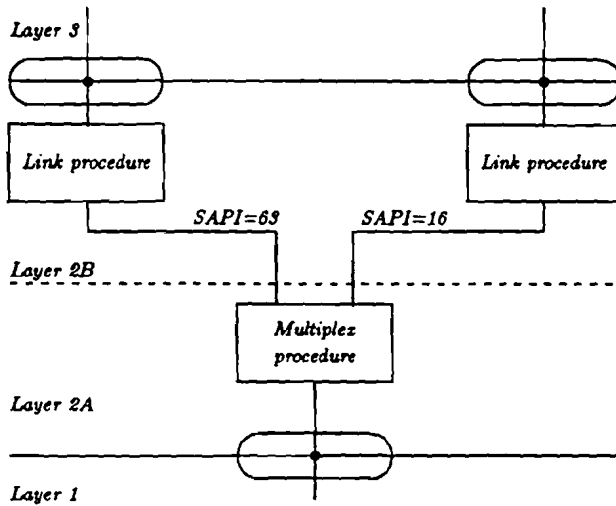 Layer 3
Link procedure
Link procedure
SAPI=63
SAPI=16
Layer 2B
Multiplex
procedure
Layer 2A
Layer 1